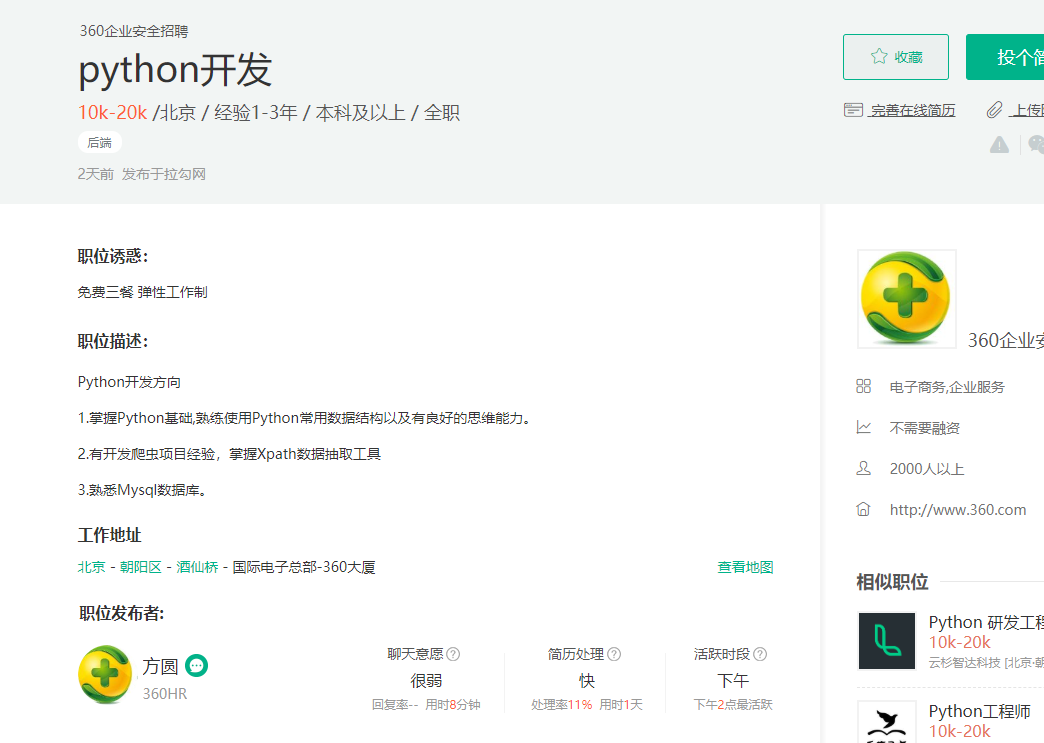 360企业安全招聘
python开发
收藏
投个简
10k-20k /北京 / 经验1-3年 / 本科及以上 / 全职
完善在线简历
上传
后端
2天前 发布于拉勾网
职位诱惑:
免费三餐 弹性工作制
职位描述:
Python开发方向
1.掌握Python基础,熟练使用Python常用数据结构以及有良好的思维能力。
2.有开发爬虫项目经验，掌握Xpath数据抽取工具
3.熟悉Mysql数据库。
工作地址
北京 - 朝阳区 - 酒仙桥 - 国际电子总部-360大厦
查看地图
职位发布者:
方圆
360HR
聊天意愿
很弱
回复率-- 用时8分钟
简历处理
快
处理率11% 用时1天
活跃时段
下午
下午2点最活跃
360企业安
电子商务,企业服务
不需要融资
2000人以上
http://www.360.com
相似职位
Python 研发工程
10k-20k
云杉智达科技 [北京·朝
Python工程师
10k-20k